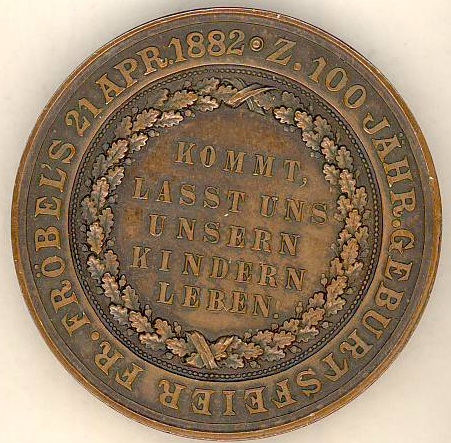 Z. 100 JÄHR. GEBURTSFEIER FR. FRÖBEL'S 21 APR. 1882
KOMMT,
LASST UNS
UNSERN
KINDERN
LEBEN.